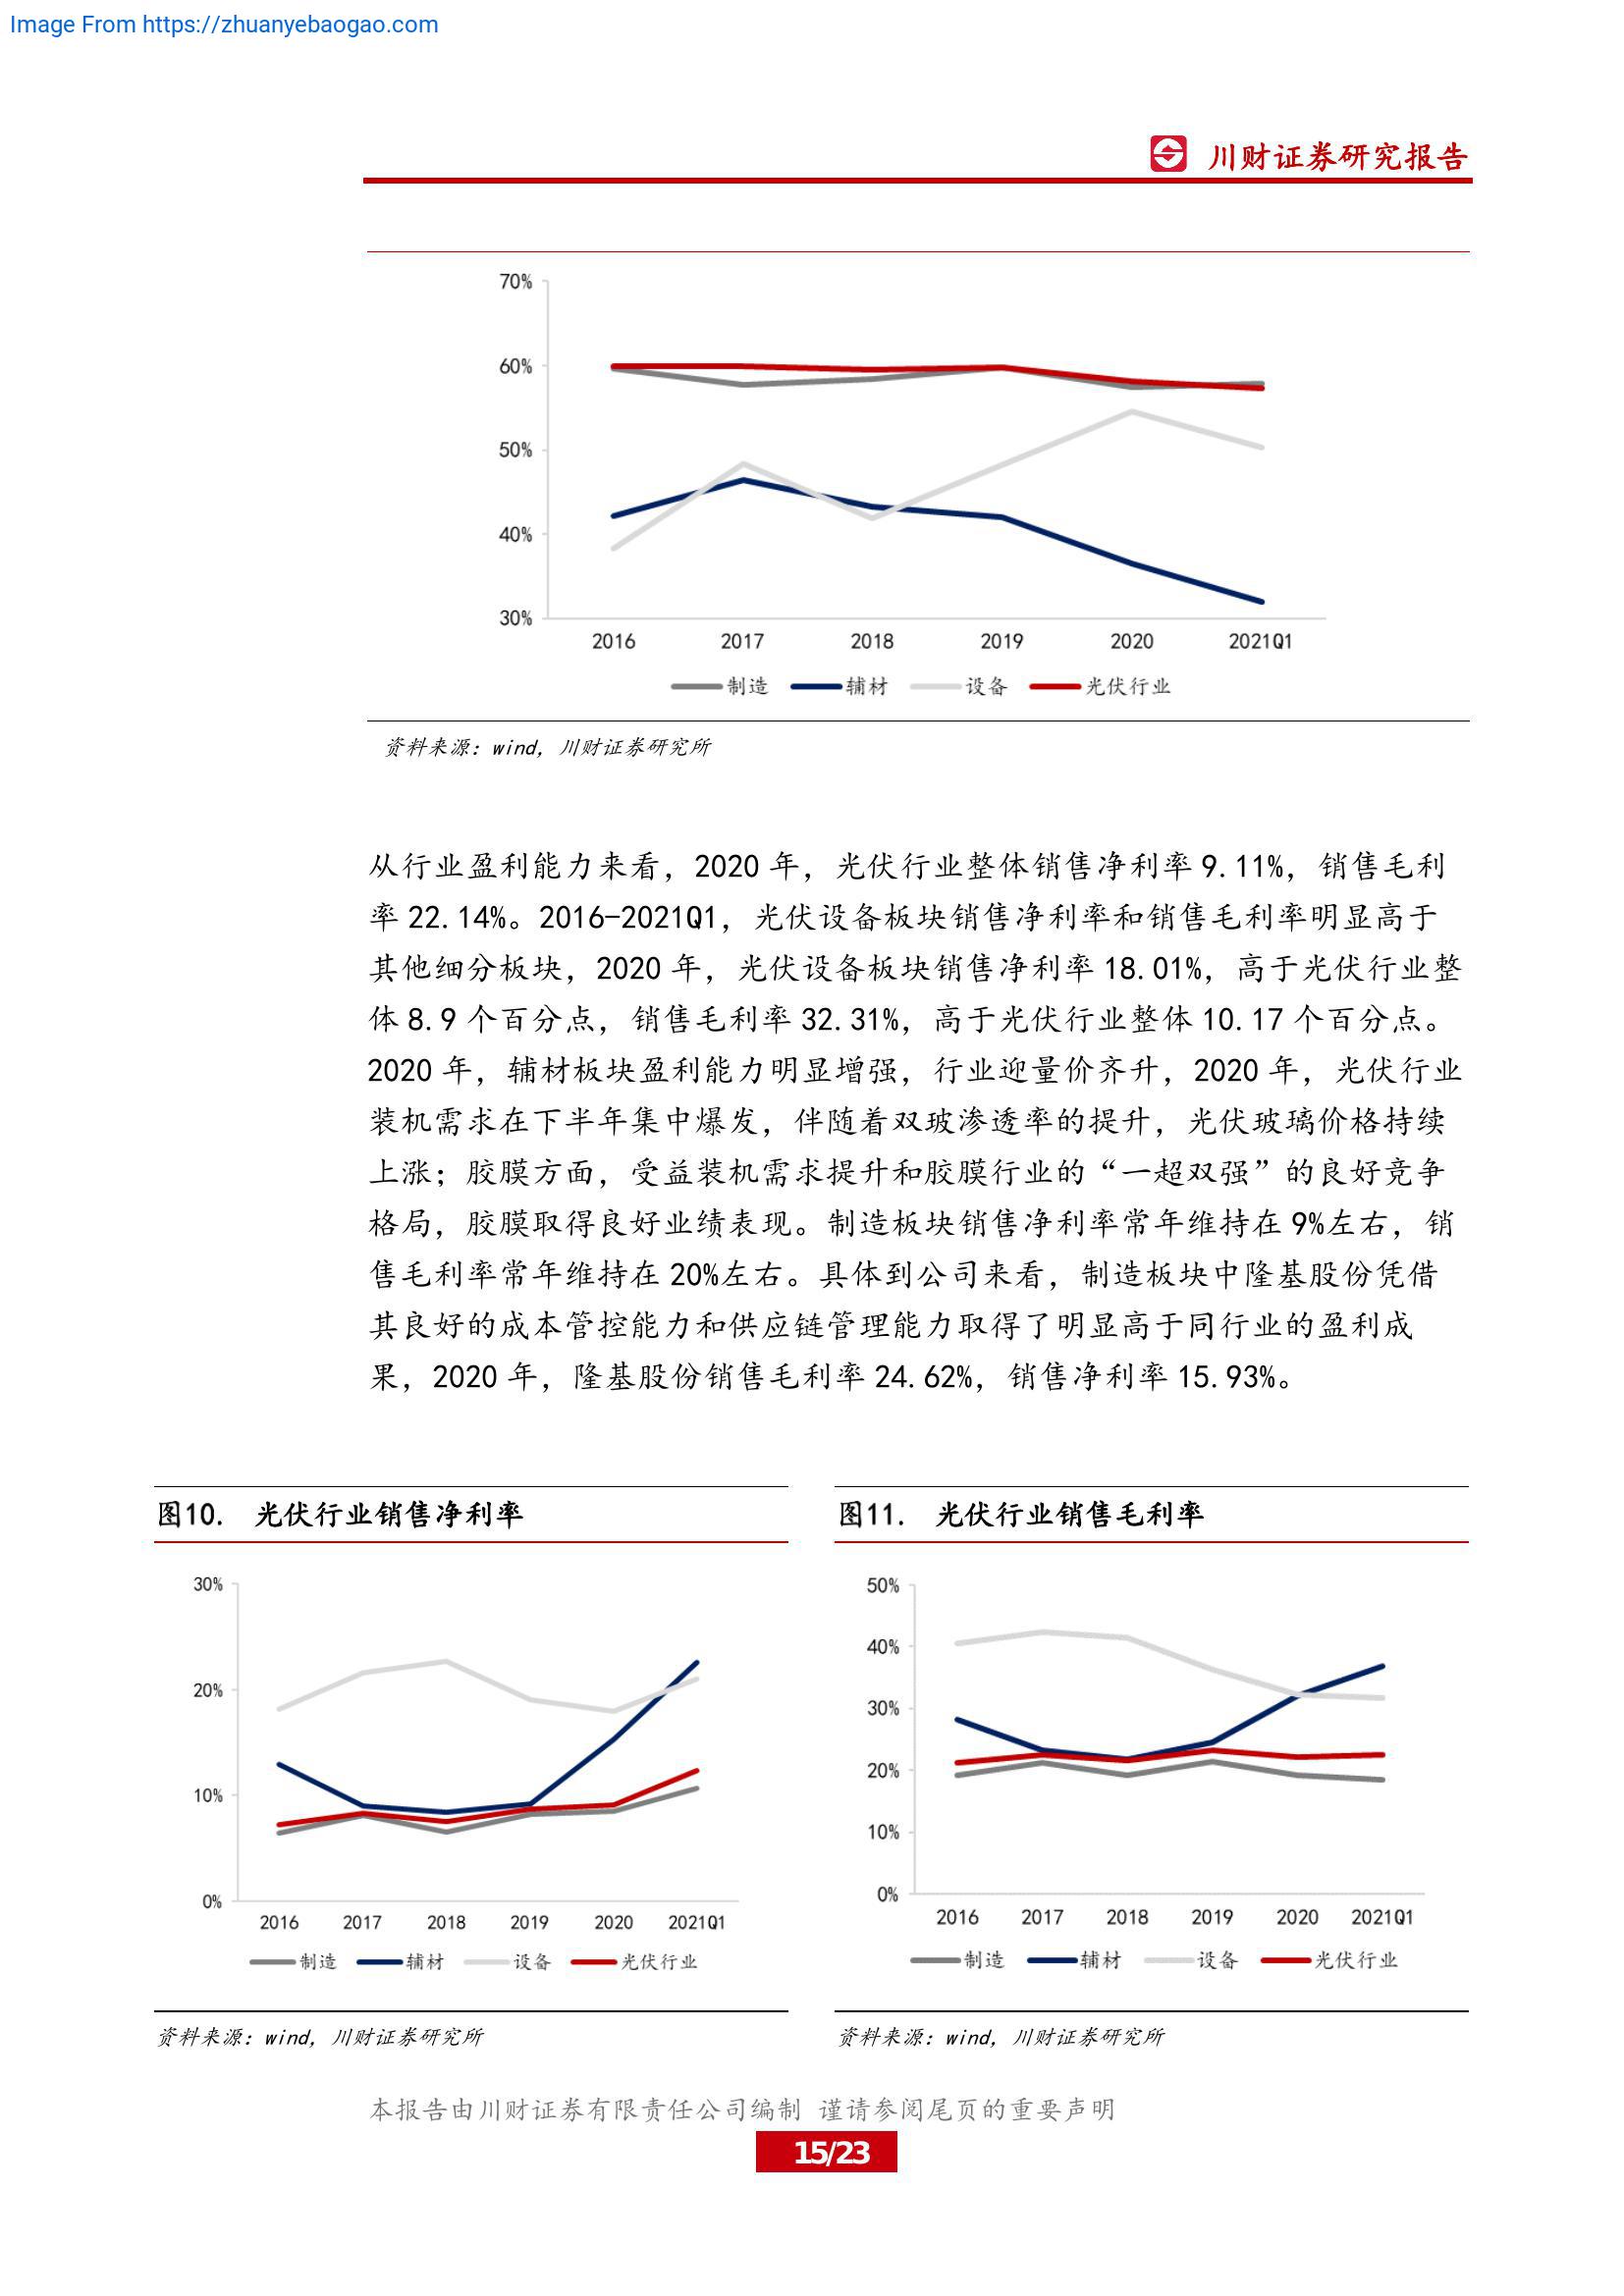 Image From https://zhuanyebaogao.com
川财证券研究报告
70%
60%
50%
40%
30%
2016 2017 2018 2019 2020 2021Q1
制造 辅材 设备 光伏行业
资料来源：wind，川财证券研究所
从行业盈利能力来看，2020 年，光伏行业整体销售净利率 9.11%，销售毛利
率 22.14%。2016-2021Q1，光伏设备板块销售净利率和销售毛利率明显高于
其他细分板块，2020 年，光伏设备板块销售净利率 18.01%，高于光伏行业整
体 8.9 个百分点，销售毛利率 32.31%，高于光伏行业整体 10.17 个百分点。
2020 年，辅材板块盈利能力明显增强，行业迎量价齐升，2020 年，光伏行业
装机需求在下半年集中爆发，伴随着双玻渗透率的提升，光伏玻璃价格持续
上涨；胶膜方面，受益装机需求提升和胶膜行业的“一超双强”的良好竞争
格局，胶膜取得良好业绩表现。制造板块销售净利率常年维持在 9%左右，销
售毛利率常年维持在 20%左右。具体到公司来看，制造板块中隆基股份凭借
其良好的成本管控能力和供应链管理能力取得了明显高于同行业的盈利成
果，2020 年，隆基股份销售毛利率 24.62%，销售净利率 15.93%。
图10. 光伏行业销售净利率
30%
20%
10%
0%
2016 2017 2018 2019 2020 2021Q1
制造 辅材 设备 光伏行业
资料来源：wind，川财证券研究所
图11. 光伏行业销售毛利率
50%
40%
30%
20%
10%
0%
2016 2017 2018 2019 2020 2021Q1
制造 辅材 设备 光伏行业
资料来源：wind，川财证券研究所
本报告由川财证券有限责任公司编制 谨请参阅尾页的重要声明
15/23